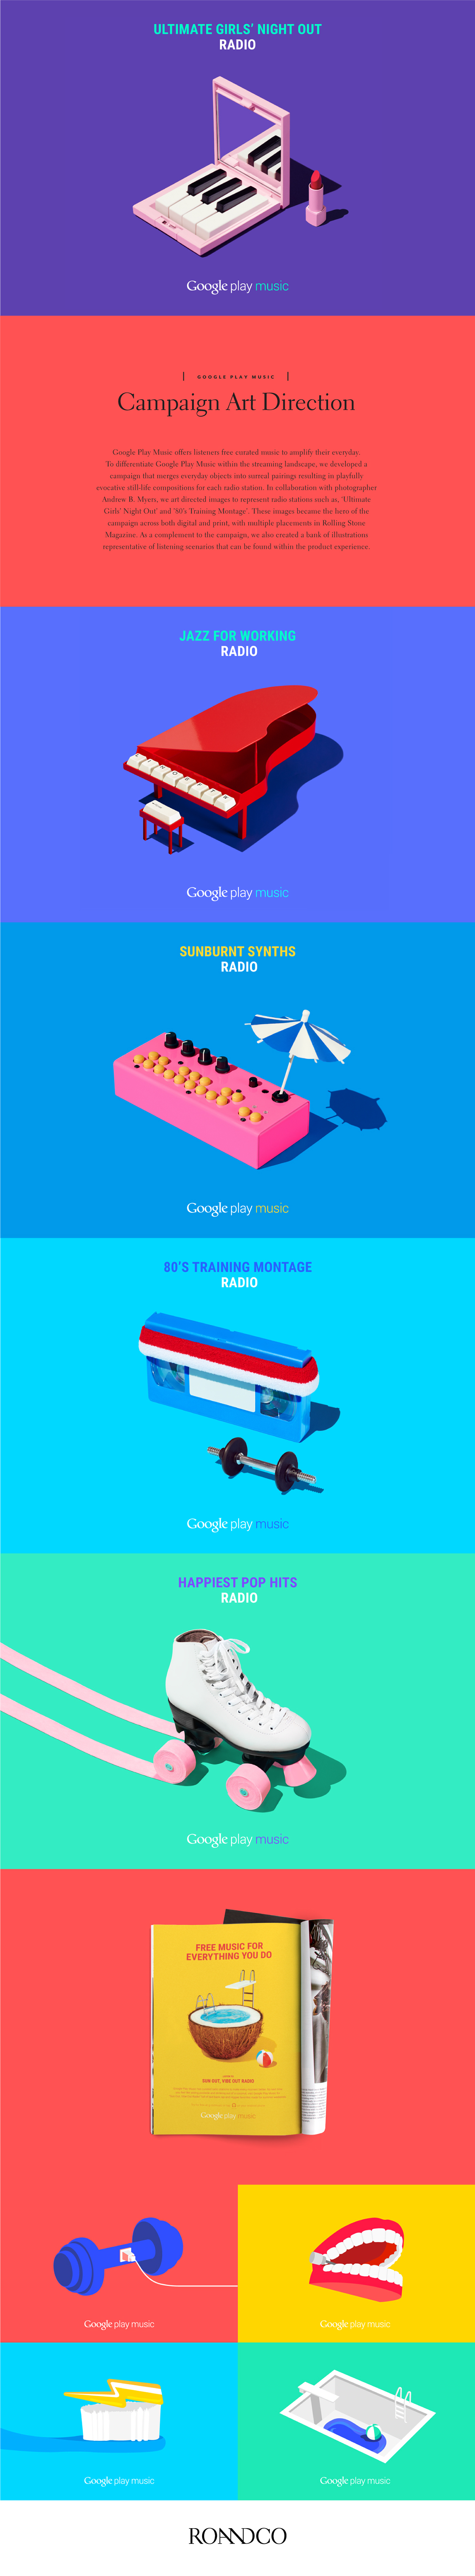 ULTIMATE GIRLS' NIGHT OUT
RADIO
Google play music
GOOGLE PLAY MUSIC
Campaign Art Direction
Google Play Music offers listeners free curated music to amplify their everyday.
To differentiate Google Play Music within the streaming landscape, we developed a
campaign that merges everyday objects into surreal pairings resulting in playfully
evocative still-life compositions for each radio station. In collaboration with photographer
Andrew B. Myers, we art directed images to represent radio stations such as, 'Ultimate
Girls' Night Out' and '80's Training Montage'. These images became the hero of the
campaign across both digital and print, with multiple placements in Rolling Stone
Magazine. As a complement to the campaign, we also created a bank of illustrations
representative of listening scenarios that can be found within the product experience.
JAZZ FOR WORKING
RADIO
Google play music
SUNBURNT SYNTHS
RADIO
Google play music
80'S TRAINING MONTAGE
RADIO
Google play music
HAPPIEST POP HITS
RADIO
Google play music
FREE MUSIC FOR
EVERYTHING YOU DO
SUN OUT, VIBE OUT RADIO
Google play music
Google play music
Google play music
Google play music
Google play music
ROANDCO